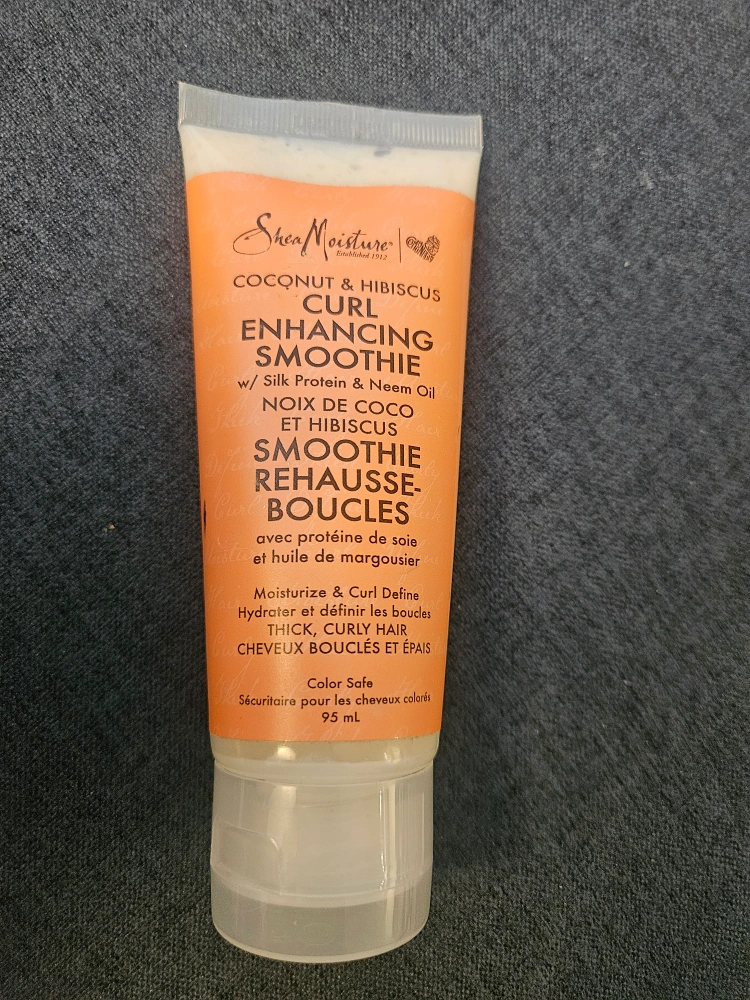 SheaMoisture
Established 1912
COCONUT & HIBISCUS
CURL
ENHANCING
SMOOTHIE
w/ Silk Protein & Neem Oil
NOIX DE COCO
ET HIBISCUS
SMOOTHIE
REHAUSSE-
BOUCLES
avec protéine de soie
et huile de margousier
Moisturize & Curl Define
Hydrater et définir les boucles
THICK, CURLY HAIR
CHEVEUX BOUCLÉS ET ÉPAIS
Color Safe
Sécuritaire pour les cheveux colorés
95 mL